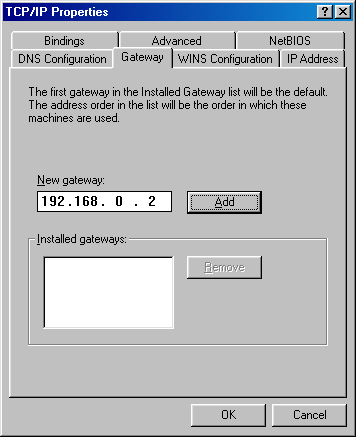 TCP/IP Properties
Bindings Advanced NetBIOS
DNS Configuration Gateway WINS Configuration IP Address
The first gateway in the Installed Gateway list will be the default.
The address order in the list will be the order in which these
machines are used.
New gateway:
192.168. 0 . 2 Add
Installed gateways:
Remove
OK Cancel